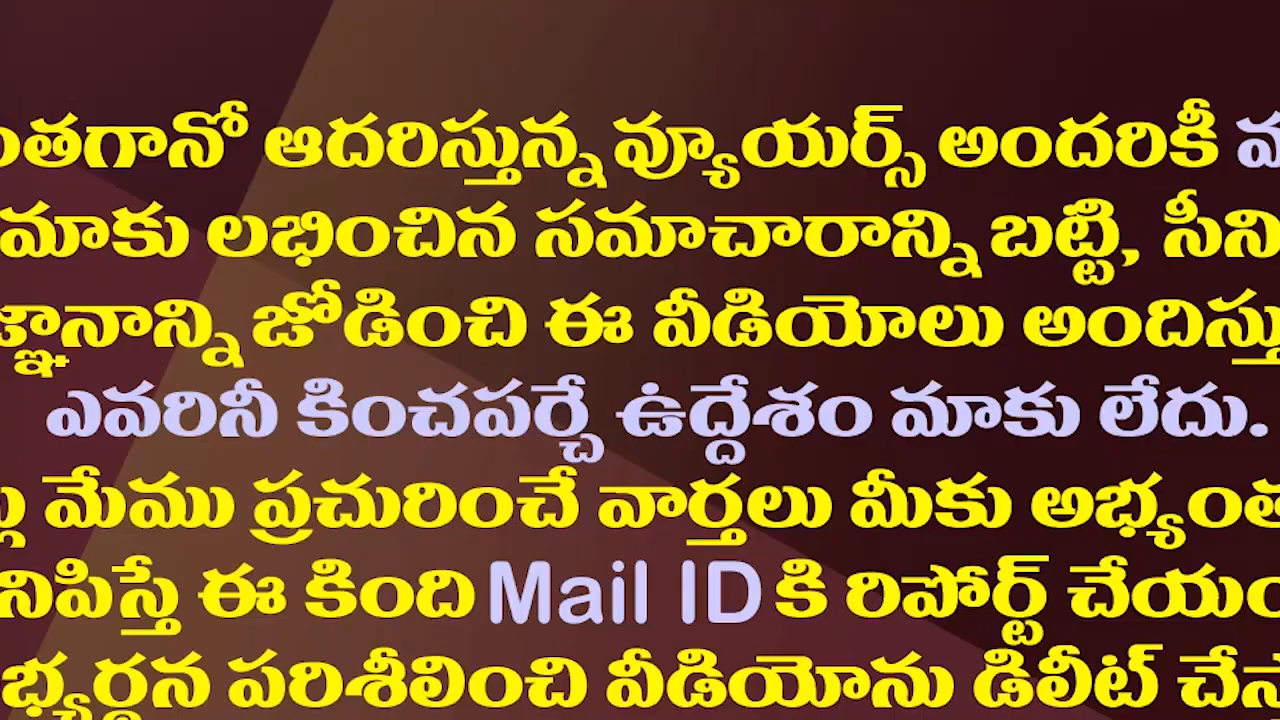 ంతగానో ఆదరిస్తున్న వ్యూయర్స్ అందరికీ
మాకు లభించిన సమాచారాన్ని బట్టి, సీని
జ్ఞానాన్ని జోడించి ఈ వీడియోలు అందిస్తు
ఎవరినీ కించపర్చే ఉద్దేశం మాకు లేదు.
మేము ప్రచురించే వార్తలు మీకు అభ్యంత
నిపిస్తే ఈ కింది Mail ID కి రిపోర్ట్ చేయం
భ్యర్థన పరిశీలించి వీడియోను డిలీట్ చేస